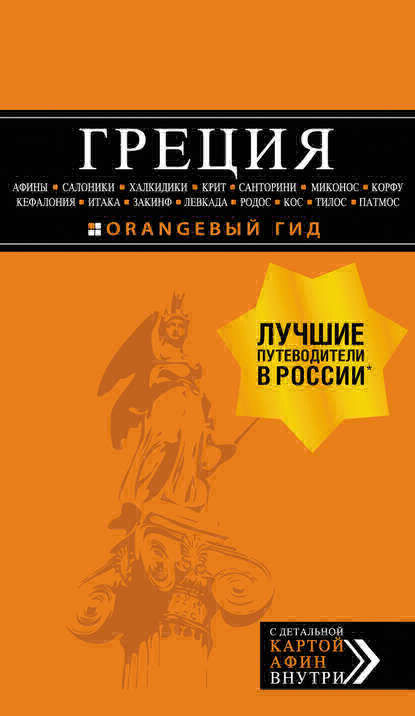 ГРЕЦИЯ
АФИНЫ ▪ САЛОНИКИ ▪ ХАЛКИДИКИ ▪ КРИТ ▪ САНТОРИНИ ▪ МИКОНОС ▪ КОРФУ
КЕФАЛОНИЯ ▪ ИТАКА ▪ ЗАКИНФ ▪ ЛЕВКАДА ▪ РОДОС ▪ КОС ▪ ТИЛОС ▪ ПАТМОС
ORANGEВЫЙ ГИД
ЛУЧШИЕ
ПУТЕВОДИТЕЛИ
В РОССИИ*
С ДЕТАЛЬНОЙ
КАРТОЙ
АФИН
ВНУТРИ